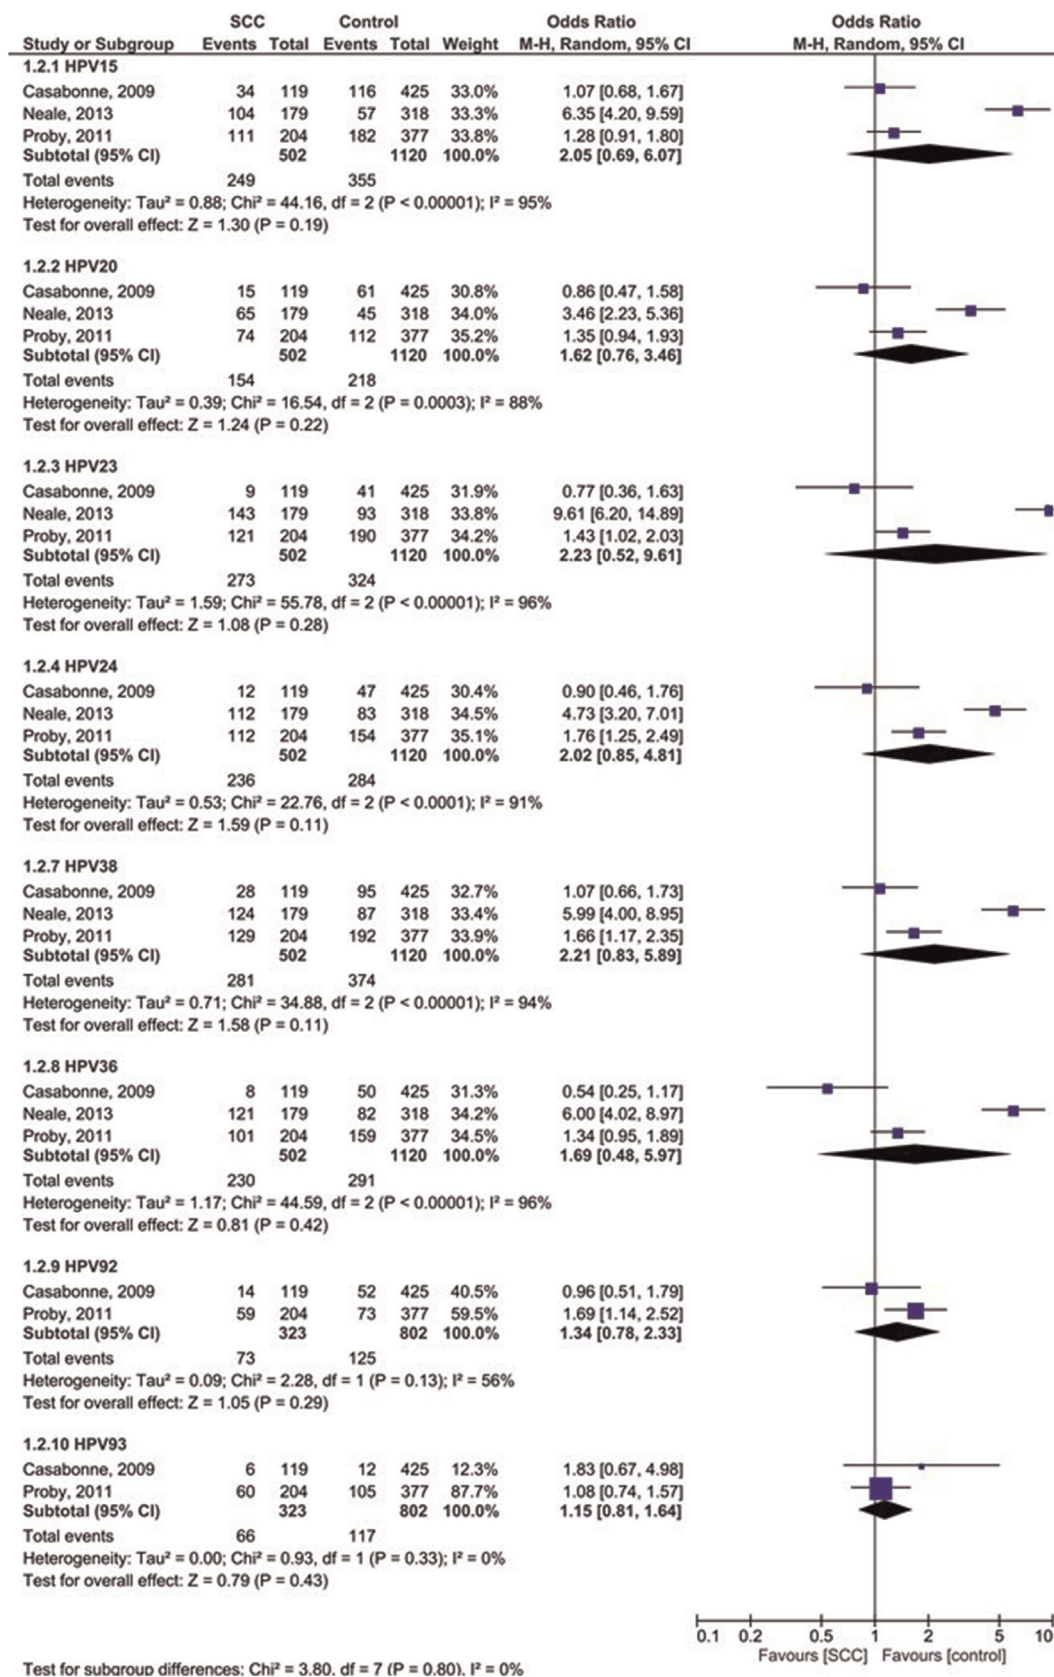 SCC Control Odds Ratio Odds Ratio
Study or Subgroup Events Total Events Total Weight M-H, Random, 95% CI M-H, Random, 95% CI
1.2.1 HPV15
Casabonne, 2009 34 119 116 425 33.0% 1.07 [0.68, 1.67]
Neale, 2013 104 179 57 318 33.3% 6.35 [4.20, 9.59]
Proby, 2011 111 204 182 377 33.8% 1.28 [0.91, 1.80]
Subtotal (95% CI) 502 1120 100.0% 2.05 [0.69, 6.07]
Total events 249 355
Heterogeneity: Tau² = 0.88; Chi² = 44.16, df = 2 (P < 0.00001); I² = 95%
Test for overall effect: Z = 1.30 (P = 0.19)
1.2.2 HPV20
Casabonne, 2009 15 119 61 425 30.8% 0.86 [0.47, 1.58]
Neale, 2013 65 179 45 318 34.0% 3.46 [2.23, 5.36]
Proby, 2011 74 204 112 377 35.2% 1.35 [0.94, 1.93]
Subtotal (95% CI) 502 1120 100.0% 1.62 [0.76, 3.46]
Total events 154 218
Heterogeneity: Tau² = 0.39; Chi² = 16.54, df = 2 (P = 0.0003); I² = 88%
Test for overall effect: Z = 1.24 (P = 0.22)
1.2.3 HPV23
Casabonne, 2009 9 119 41 425 31.9% 0.77 [0.36, 1.63]
Neale, 2013 143 179 93 318 33.8% 9.61 [6.20, 14.89]
Proby, 2011 121 204 190 377 34.2% 1.43 [1.02, 2.03]
Subtotal (95% CI) 502 1120 100.0% 2.23 [0.52, 9.61]
Total events 273 324
Heterogeneity: Tau² = 1.59; Chi² = 55.78, df = 2 (P < 0.00001); I² = 96%
Test for overall effect: Z = 1.08 (P = 0.28)
1.2.4 HPV24
Casabonne, 2009 12 119 47 425 30.4% 0.90 [0.46, 1.76]
Neale, 2013 112 179 83 318 34.5% 4.73 [3.20, 7.01]
Proby, 2011 112 204 154 377 35.1% 1.76 [1.25, 2.49]
Subtotal (95% CI) 502 1120 100.0% 2.02 [0.85, 4.81]
Total events 236 284
Heterogeneity: Tau² = 0.53; Chi² = 22.76, df = 2 (P < 0.0001); I² = 91%
Test for overall effect: Z = 1.59 (P = 0.11)
1.2.7 HPV38
Casabonne, 2009 28 119 95 425 32.7% 1.07 [0.66, 1.73]
Neale, 2013 124 179 87 318 33.4% 5.99 [4.00, 8.95]
Proby, 2011 129 204 192 377 33.9% 1.66 [1.17, 2.35]
Subtotal (95% CI) 502 1120 100.0% 2.21 [0.83, 5.89]
Total events 281 374
Heterogeneity: Tau² = 0.71; Chi² = 34.88, df = 2 (P < 0.00001); I² = 94%
Test for overall effect: Z = 1.58 (P = 0.11)
1.2.8 HPV36
Casabonne, 2009 8 119 50 425 31.3% 0.54 [0.25, 1.17]
Neale, 2013 121 179 82 318 34.2% 6.00 [4.02, 8.97]
Proby, 2011 101 204 159 377 34.5% 1.34 [0.95, 1.89]
Subtotal (95% CI) 502 1120 100.0% 1.69 [0.48, 5.97]
Total events 230 291
Heterogeneity: Tau² = 1.17; Chi² = 44.59, df = 2 (P < 0.00001); I² = 96%
Test for overall effect: Z = 0.81 (P = 0.42)
1.2.9 HPV92
Casabonne, 2009 14 119 52 425 40.5% 0.96 [0.51, 1.79]
Proby, 2011 59 204 73 377 59.5% 1.69 [1.14, 2.52]
Subtotal (95% CI) 323 802 100.0% 1.34 [0.78, 2.33]
Total events 73 125
Heterogeneity: Tau² = 0.09; Chi² = 2.28, df = 1 (P = 0.13); I² = 56%
Test for overall effect: Z = 1.05 (P = 0.29)
1.2.10 HPV93
Casabonne, 2009 6 119 12 425 12.3% 1.83 [0.67, 4.98]
Proby, 2011 60 204 105 377 87.7% 1.08 [0.74, 1.57]
Subtotal (95% CI) 323 802 100.0% 1.15 [0.81, 1.64]
Total events 66 117
Heterogeneity: Tau² = 0.00; Chi² = 0.93, df = 1 (P = 0.33); I² = 0%
Test for overall effect: Z = 0.79 (P = 0.43)
0.1 0.2 0.5 1 2 5 10
Favours [SCC] Favours [control]
Test for subgroup differences: Chi² = 3.80, df = 7 (P = 0.80), I² = 0%